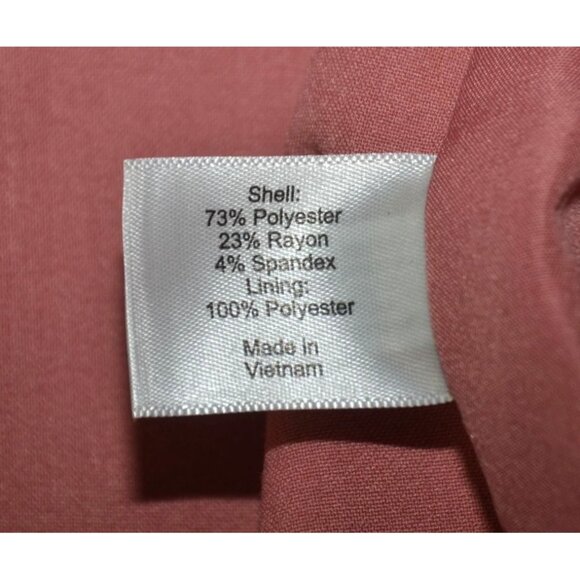 Shell:
73% Polyester
23% Rayon
4% Spandex
Lining:
100% Polyester
Made in
Vietnam